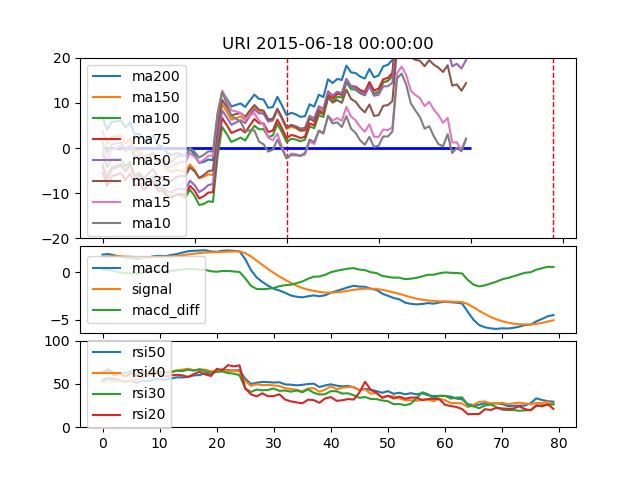 URI 2015-06-18 00:00:00
20
10
0
−10
−20
ma200
ma150
ma100
ma75
ma50
ma35
ma15
ma10
0
−5
macd
signal
macd_diff
100
50
0
rsi50
rsi40
rsi30
rsi20
0 10 20 30 40 50 60 70 80